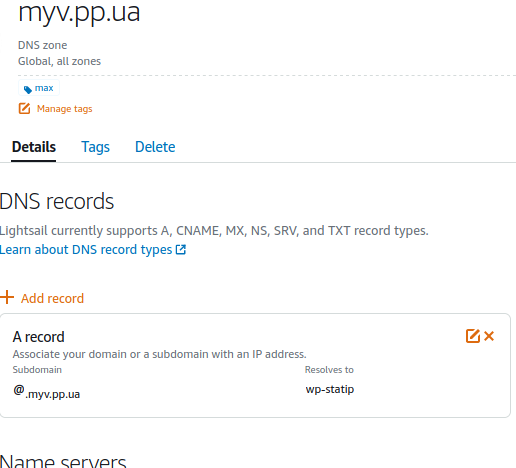 myv.pp.ua
DNS zone
Global, all zones
max
Manage tags
Details Tags Delete
DNS records
Lightsail currently supports A, CNAME, MX, NS, SRV, and TXT record types.
Learn about DNS record types
+ Add record
A record
Associate your domain or a subdomain with an IP address.
Subdomain Resolves to
@.myv.pp.ua wp-statip
Name servers